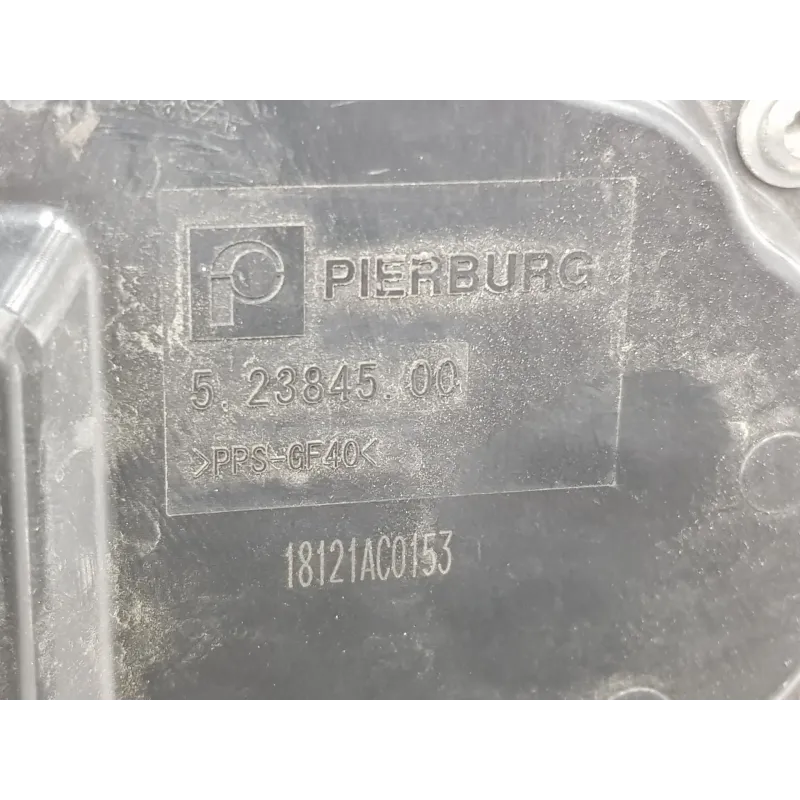 PIERBURG
5.23845.00
>PPS-GF40<
18121AC0153